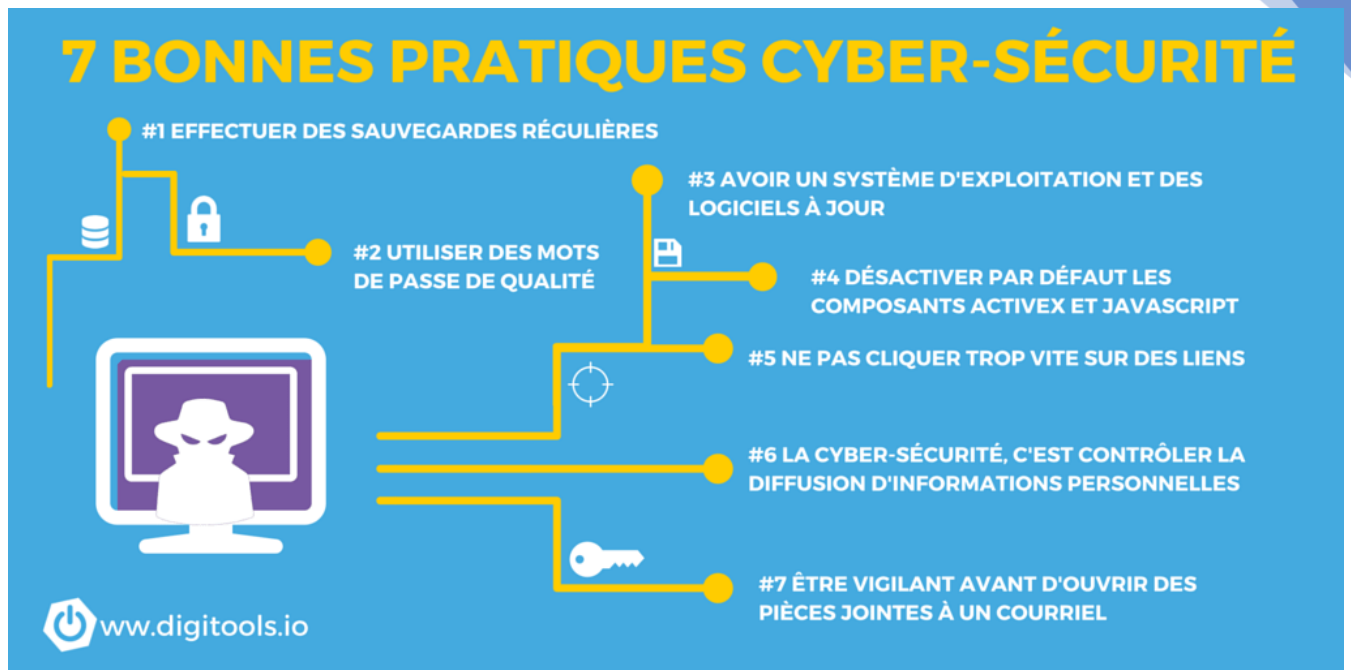 7 BONNES PRATIQUES CYBER-SÉCURITÉ
#1 EFFECTUER DES SAUVEGARDES RÉGULIÈRES
#2 UTILISER DES MOTS
DE PASSE DE QUALITÉ
#3 AVOIR UN SYSTÈME D'EXPLOITATION ET DES
LOGICIELS À JOUR
#4 DÉSACTIVER PAR DÉFAUT LES
COMPOSANTS ACTIVEX ET JAVASCRIPT
#5 NE PAS CLIQUER TROP VITE SUR DES LIENS
#6 LA CYBER-SÉCURITÉ, C'EST CONTRÔLER LA
DIFFUSION D'INFORMATIONS PERSONNELLES
#7 ÊTRE VIGILANT AVANT D'OUVRIR DES
PIÈCES JOINTES À UN COURRIEL
ww.digitools.io